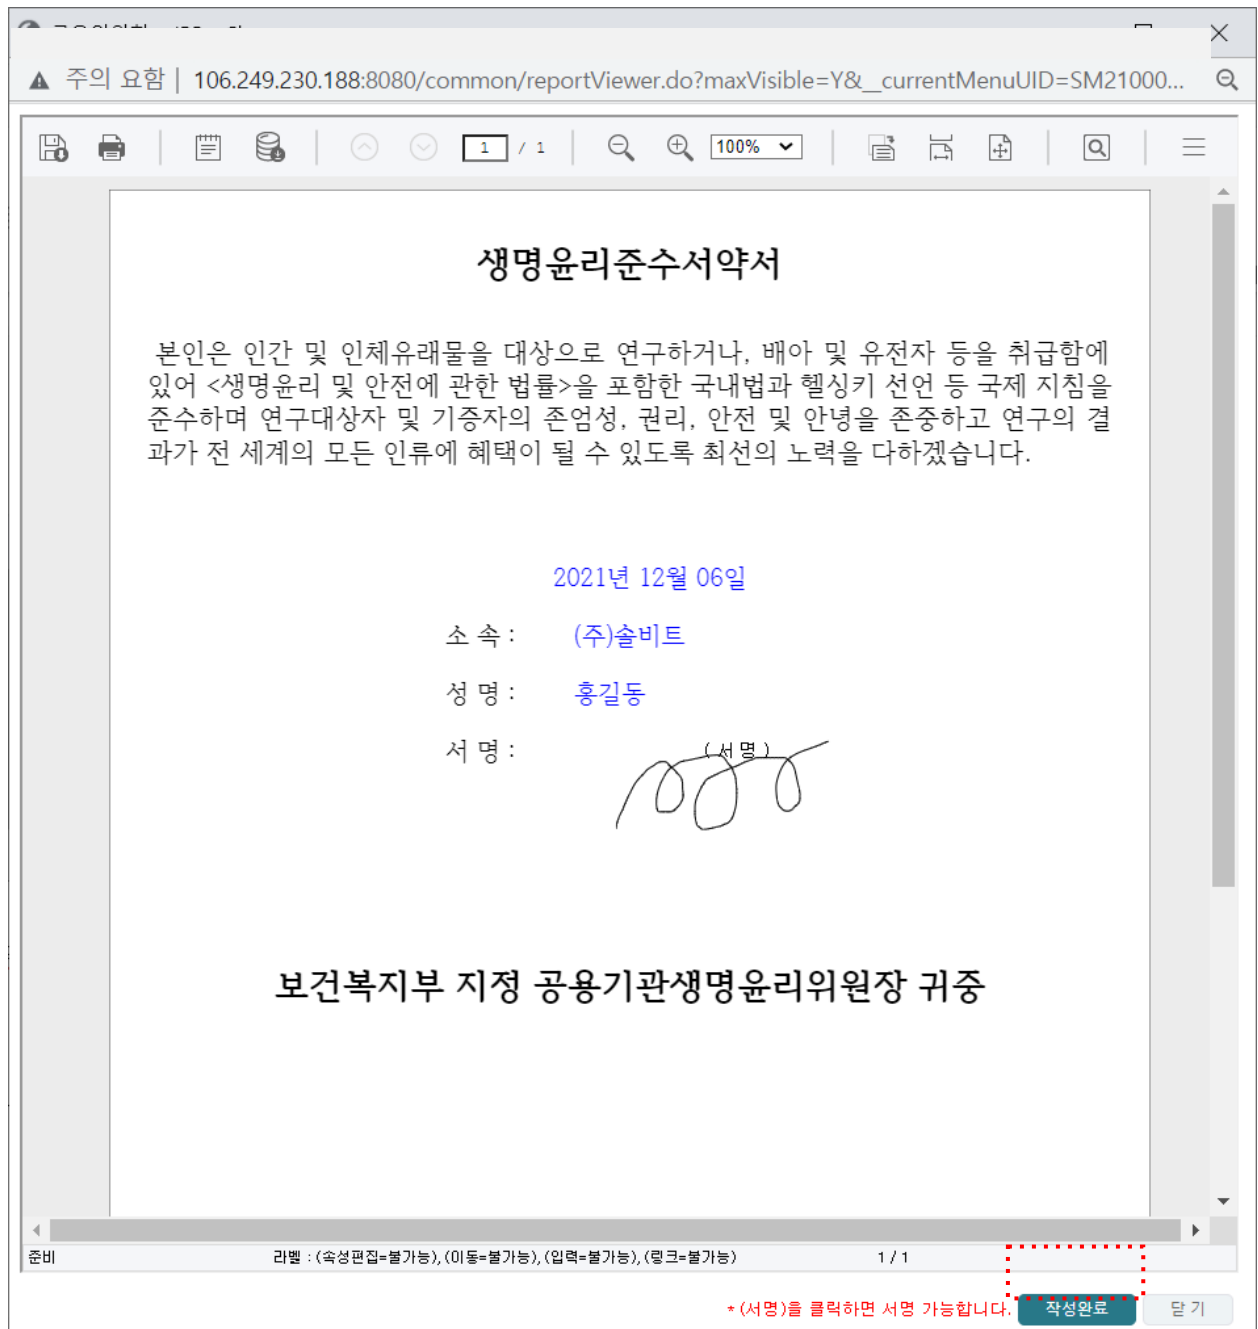 주의 요함 | 106.249.230.188:8080/common/reportViewer.do?maxVisible=Y&__currentMenuUID=SM21000...
1 / 1 100%
생명윤리준수서약서
본인은 인간 및 인체유래물을 대상으로 연구하거나, 배아 및 유전자 등을 취급함에
있어 <생명윤리 및 안전에 관한 법률>을 포함한 국내법과 헬싱키 선언 등 국제 지침을
준수하며 연구대상자 및 기증자의 존엄성, 권리, 안전 및 안녕을 존중하고 연구의 결
과가 전 세계의 모든 인류에 혜택이 될 수 있도록 최선의 노력을 다하겠습니다.
2021년 12월 06일
소 속 : (주)솔비트
성 명 : 홍길동
서 명 : (서명)
보건복지부 지정 공용기관생명윤리위원장 귀중
준비 라벨 : (속성편집=불가능), (이동=불가능), (입력=불가능), (링크=불가능) 1 / 1
* (서명)을 클릭하면 서명 가능합니다. 작성완료 닫 기